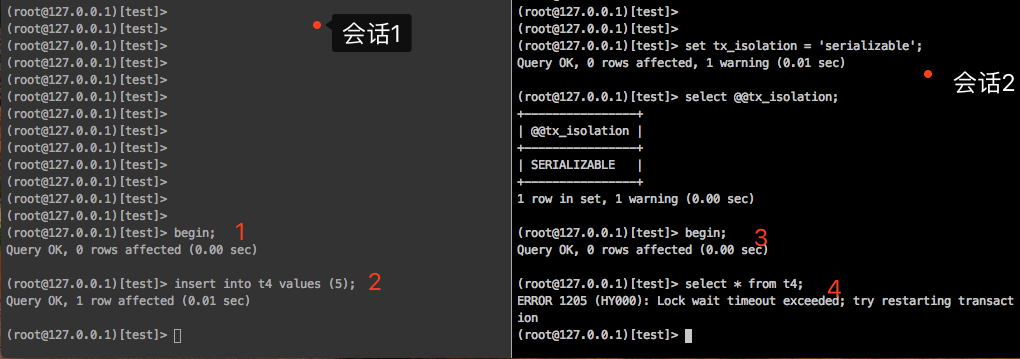 (root@127.0.0.1)[test]>
(root@127.0.0.1)[test]>
会话1
(root@127.0.0.1)[test]>
(root@127.0.0.1)[test]>
(root@127.0.0.1)[test]>
(root@127.0.0.1)[test]>
(root@127.0.0.1)[test]>
(root@127.0.0.1)[test]>
(root@127.0.0.1)[test]>
(root@127.0.0.1)[test]>
(root@127.0.0.1)[test]>
(root@127.0.0.1)[test]>
(root@127.0.0.1)[test]>
(root@127.0.0.1)[test]> begin; 1
Query OK, 0 rows affected (0.00 sec)
(root@127.0.0.1)[test]> insert into t4 values (5); 2
Query OK, 1 row affected (0.01 sec)
(root@127.0.0.1)[test]>
(root@127.0.0.1)[test]>
(root@127.0.0.1)[test]>
(root@127.0.0.1)[test]> set tx_isolation = 'serializable';
Query OK, 0 rows affected, 1 warning (0.01 sec)
会话2
(root@127.0.0.1)[test]> select @@tx_isolation;
+----------------+
| @@tx_isolation |
+----------------+
| SERIALIZABLE |
+----------------+
1 row in set, 1 warning (0.00 sec)
(root@127.0.0.1)[test]> begin; 3
Query OK, 0 rows affected (0.00 sec)
(root@127.0.0.1)[test]> select * from t4; 4
ERROR 1205 (HY000): Lock wait timeout exceeded; try restarting transact
ion
(root@127.0.0.1)[test]>